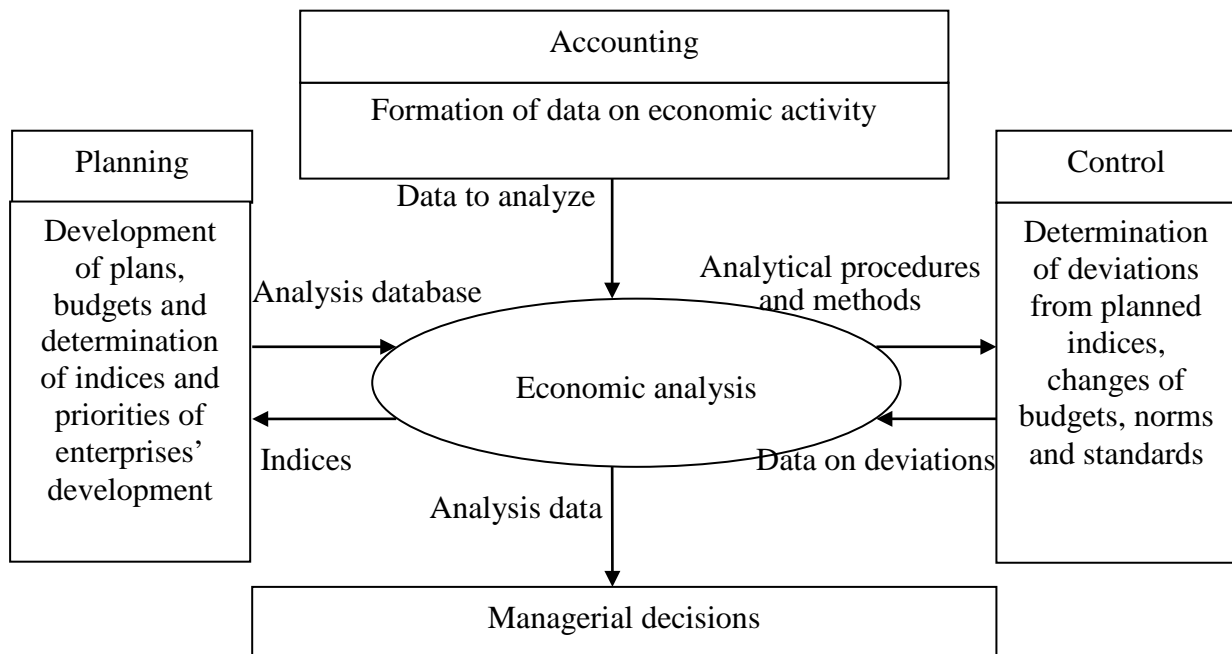 Accounting
Formation of data on economic activity
Planning
Development
of plans,
budgets and
determination
of indices and
priorities of
enterprises’
development
Data to analyze
Control
Determination
of deviations
from planned
indices,
changes of
budgets, norms
and standards
Analysis database
Analytical procedures
and methods
Economic analysis
Indices
Data on deviations
Analysis data
Managerial decisions